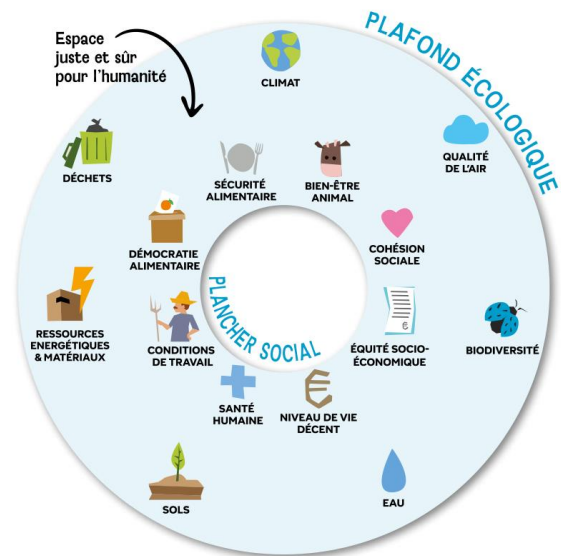 Espace
juste et sûr
pour l'humanité
PLAFOND ÉCOLOGIQUE
CLIMAT
QUALITÉ
DE L'AIR
DÉCHETS
SÉCURITÉ
ALIMENTAIRE
BIEN-ÊTRE
ANIMAL
DÉMOCRATIE
ALIMENTAIRE
COHÉSION
SOCIALE
PLANCHER SOCIAL
RESSOURCES
ENERGÉTIQUES
& MATÉRIAUX
CONDITIONS
DE TRAVAIL
ÉQUITÉ SOCIO-
ÉCONOMIQUE
BIODIVERSITÉ
SANTÉ
HUMAINE
NIVEAU DE VIE
DÉCENT
SOLS
EAU